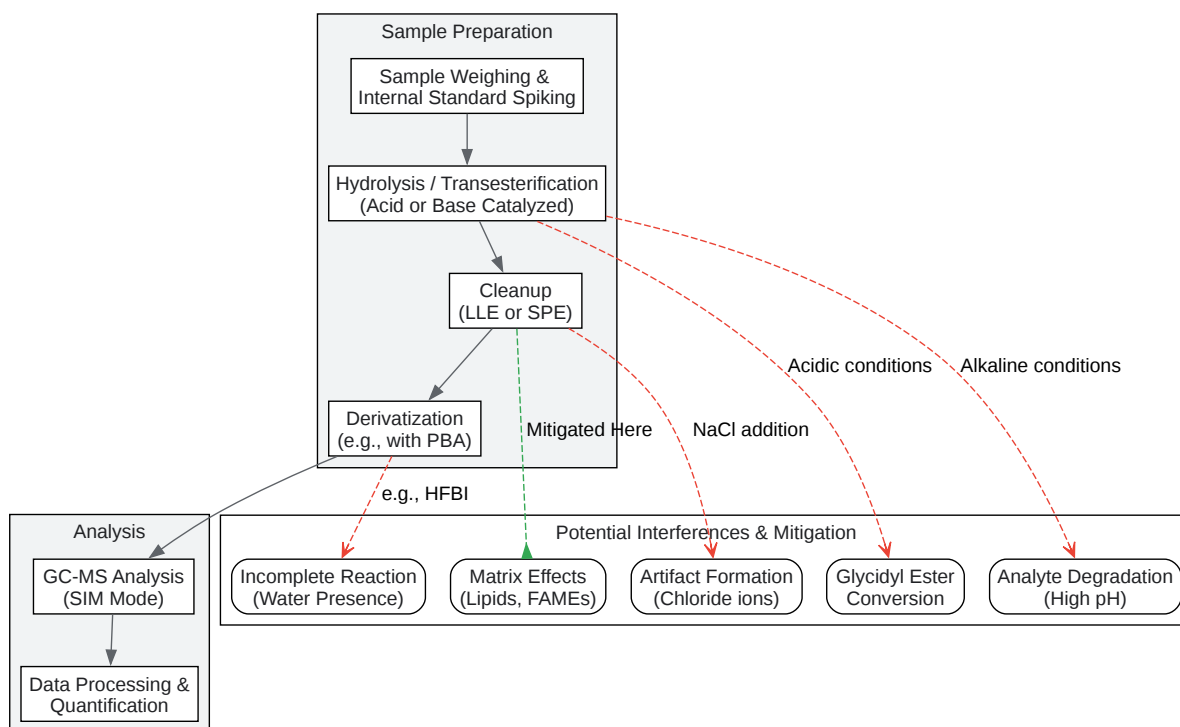 Sample Preparation
Sample Weighing &
Internal Standard Spiking
Hydrolysis / Transesterification
(Acid or Base Catalyzed)
Cleanup
(LLE or SPE)
Acidic conditions
Alkaline conditions
Derivatization
(e.g., with PBA)
Mitigated Here
NaCl addition
e.g., HFBI
Analysis
GC-MS Analysis
(SIM Mode)
Data Processing &
Quantification
Potential Interferences & Mitigation
Incomplete Reaction
(Water Presence)
Matrix Effects
(Lipids, FAMEs)
Artifact Formation
(Chloride ions)
Glycidyl Ester
Conversion
Analyte Degradation
(High pH)